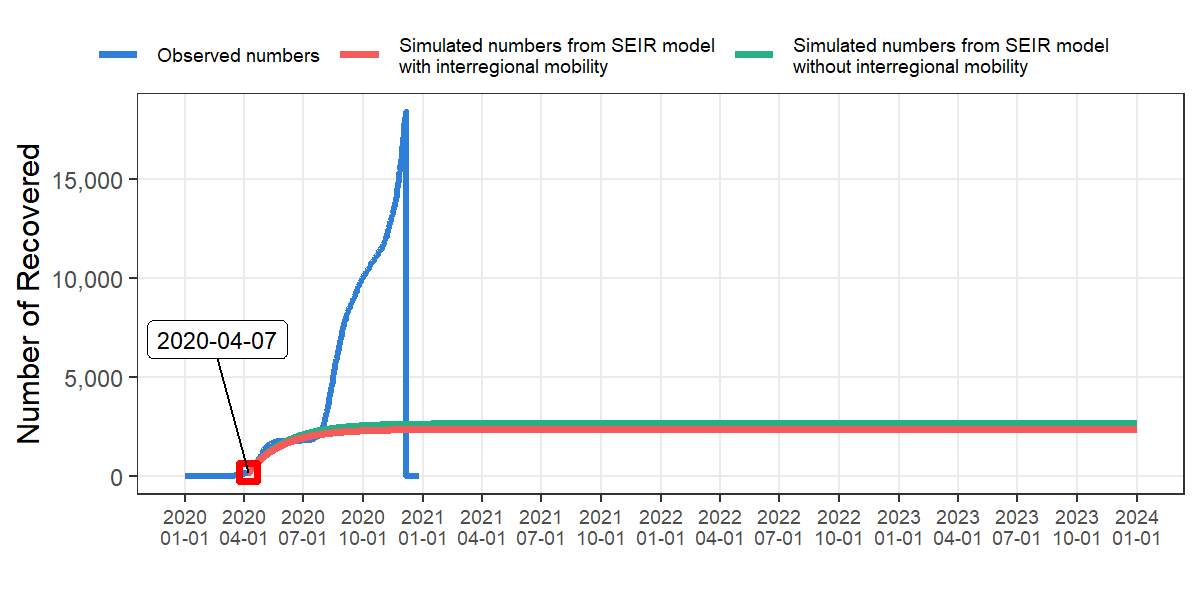 Observed numbers
Simulated numbers from SEIR model
with interregional mobility
Simulated numbers from SEIR model
without interregional mobility
Number of Recovered
15,000
10,000
5,000
0
2020-04-07
2020 2020 2020 2020 2021 2021 2021 2021 2022 2022 2022 2022 2023 2023 2023 2023 2024
01-01 04-01 07-01 10-01 01-01 04-01 07-01 10-01 01-01 04-01 07-01 10-01 01-01 04-01 07-01 10-01 01-01